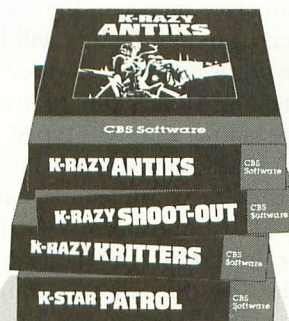 K-RAZY
ANTIKS
CBS Software
K-RAZY ANTIKS
CBS
Software
K-RAZY SHOOT-OUT
CBS
Software
K-RAZY KRITTERS
CBS
Software
K-STAR PATROL
CBS
Software